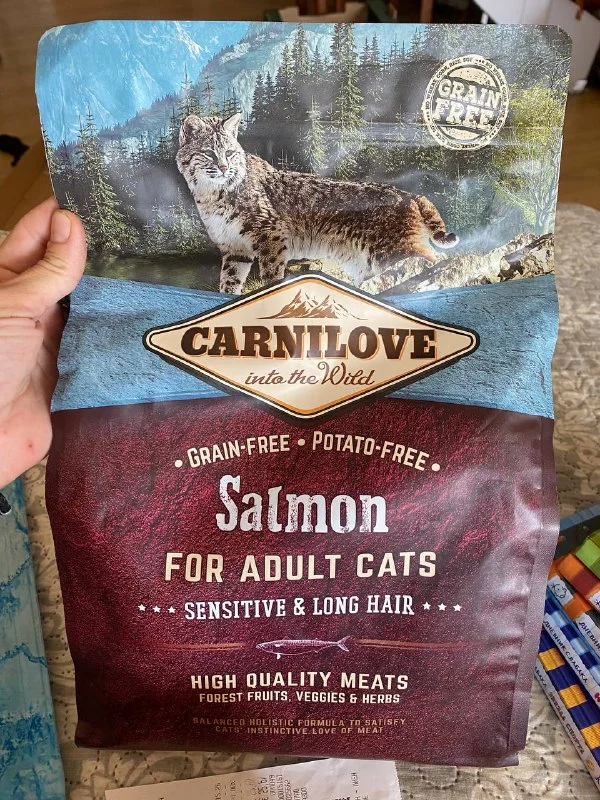 GRAIN
FREE
CARNILOVE
into the Wild
• GRAIN-FREE • POTATO-FREE •
Salmon
FOR ADULT CATS
SENSITIVE & LONG HAIR
HIGH QUALITY MEATS
FOREST FRUITS, VEGGIES & HERBS
BALANCED HOLISTIC FORMULA TO SATISFY
CATS' INSTINCTIVE LOVE OF MEAT